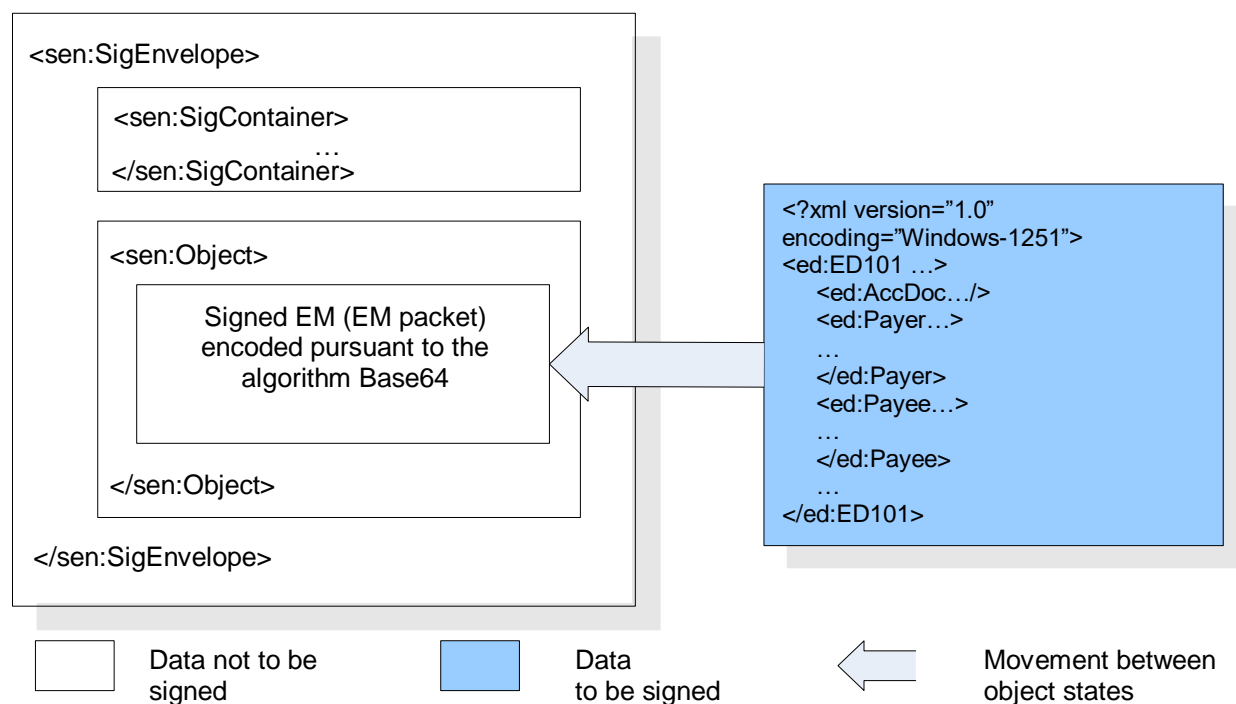 <sen:SigEnvelope>
<sen:SigContainer>
…
</sen:SigContainer>
<sen:Object>
Signed EM (EM packet)
encoded pursuant to the
algorithm Base64
</sen:Object>
</sen:SigEnvelope>
<?xml version=”1.0”
encoding=”Windows-1251”>
<ed:ED101 …>
<ed:AccDoc…/>
<ed:Payer…>
…
</ed:Payer>
<ed:Payee…>
…
</ed:Payee>
…
</ed:ED101>
Data not to be
signed
Data
to be signed
Movement between
object states